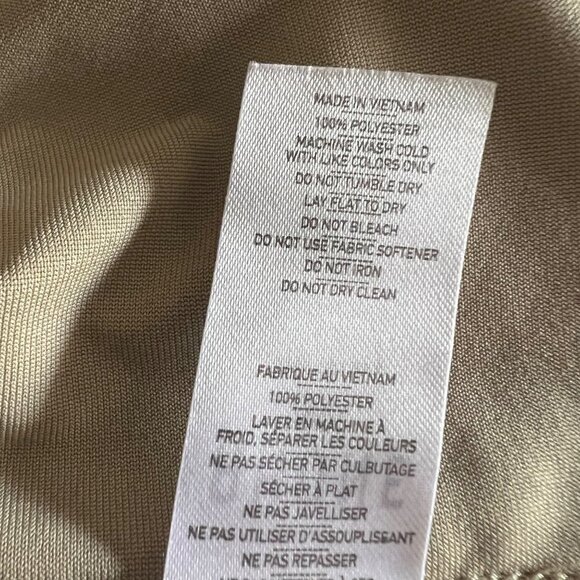 MADE IN VIETNAM
100% POLYESTER
MACHINE WASH COLD
WITH LIKE COLORS ONLY
DO NOT TUMBLE DRY
LAY FLAT TO DRY
DO NOT BLEACH
DO NOT USE FABRIC SOFTENER
DO NOT IRON
DO NOT DRY CLEAN
FABRIQUE AU VIETNAM
100% POLYESTER
LAVER EN MACHINE À
FROID, SÉPARER LES COULEURS
NE PAS SÉCHER PAR CULBUTAGE
SÉCHER À PLAT
NE PAS JAVELLISER
NE PAS UTILISER D'ASSOUPLISSANT
NE PAS REPASSER